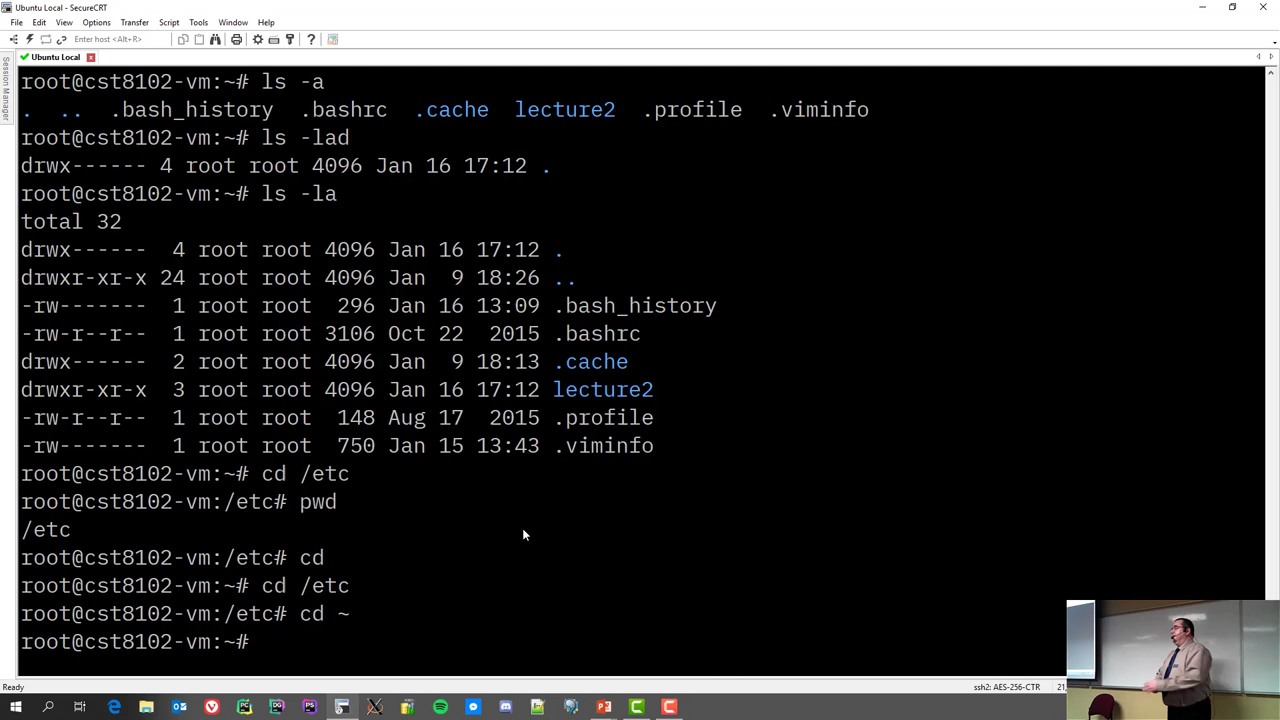 Ubuntu Local - SecureCRT
File Edit View Options Transfer Script Tools Window Help
Enter host <Alt+R>
Ubuntu Local
Session Manager
root@cst8102-vm:~# ls -a
. .. .bash_history .bashrc .cache lecture2 .profile .viminfo
root@cst8102-vm:~# ls -lad
drwx------ 4 root root 4096 Jan 16 17:12 .
root@cst8102-vm:~# ls -la
total 32
drwx------ 4 root root 4096 Jan 16 17:12 .
drwxr-xr-x 24 root root 4096 Jan 9 18:26 ..
-rw------- 1 root root 296 Jan 16 13:09 .bash_history
-rw-r--r-- 1 root root 3106 Oct 22 2015 .bashrc
drwx------ 2 root root 4096 Jan 9 18:13 .cache
drwxr-xr-x 3 root root 4096 Jan 16 17:12 lecture2
-rw-r--r-- 1 root root 148 Aug 17 2015 .profile
-rw------- 1 root root 750 Jan 15 13:43 .viminfo
root@cst8102-vm:~# cd /etc
root@cst8102-vm:/etc# pwd
/etc
root@cst8102-vm:/etc# cd
root@cst8102-vm:~# cd /etc
root@cst8102-vm:/etc# cd ~
root@cst8102-vm:~#
Ready ssh2: AES-256-CTR 21,